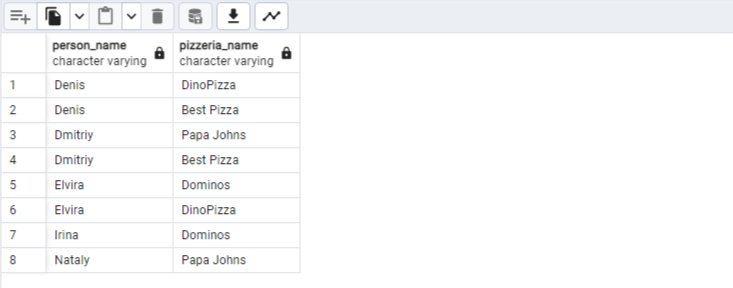 person_name pizzeria_name
character varying character varying
1 Denis DinoPizza
2 Denis Best Pizza
3 Dmitriy Papa Johns
4 Dmitriy Best Pizza
5 Elvira Dominos
6 Elvira DinoPizza
7 Irina Dominos
8 Nataly Papa Johns